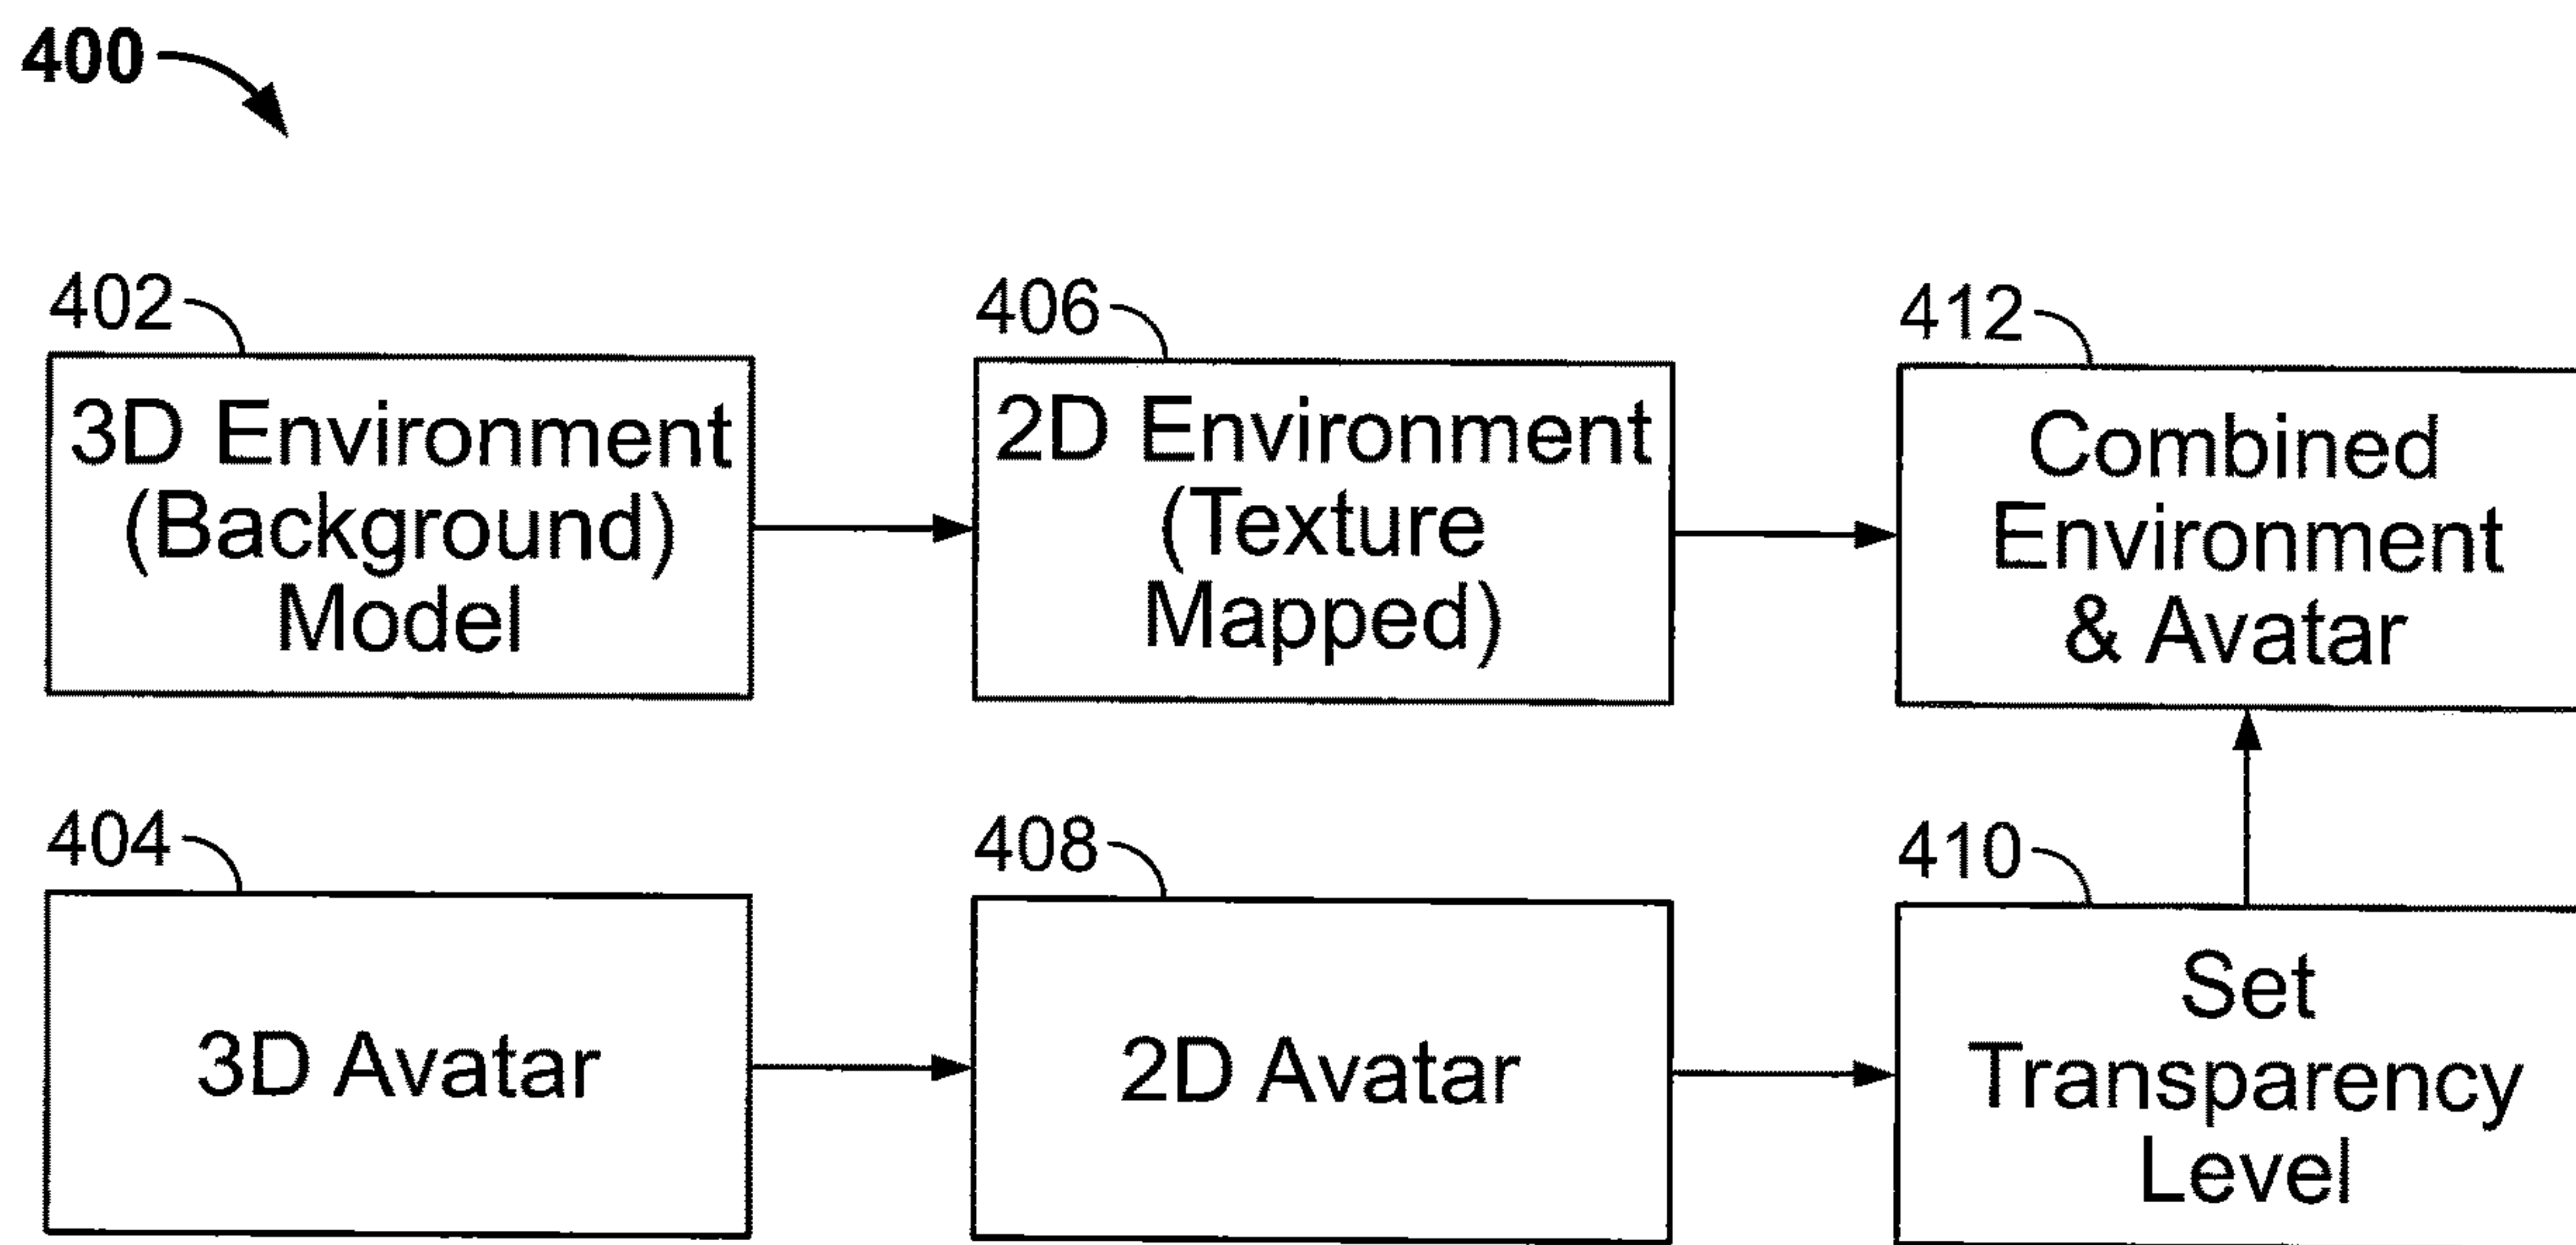 400
402
3D Environment
(Background)
Model
406
2D Environment
(Texture
Mapped)
412
Combined
Environment
& Avatar
404
3D Avatar
408
2D Avatar
410
Set
Transparency
Level